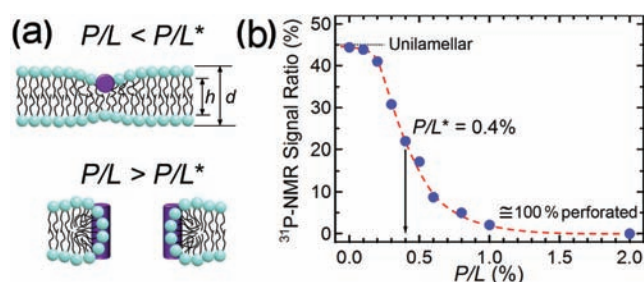 (a)
P/L < P/L*
h
d
P/L > P/L*
(b)
³¹P-NMR Signal Ratio (%)
50
40
30
20
10
0
Unilamellar
P/L* = 0.4%
≅100% perforated
0.0 0.5 1.0 1.5 2.0
P/L (%)